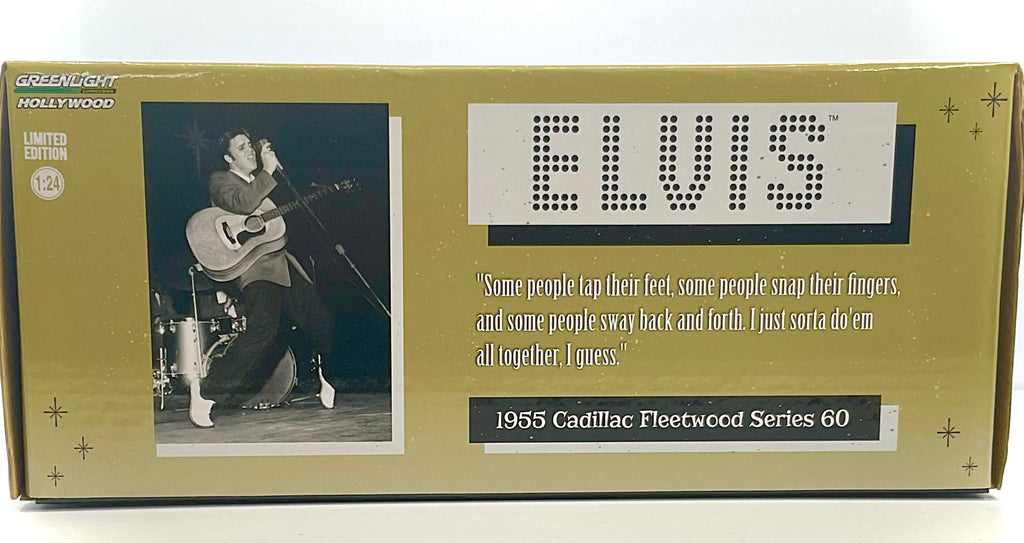 GREENLIGHT
HOLLYWOOD
LIMITED
EDITION
1:24
ELVIS™
"Some people tap their feet, some people snap their fingers,
and some people sway back and forth. I just sorta do'em
all together, I guess."
1955 Cadillac Fleetwood Series 60